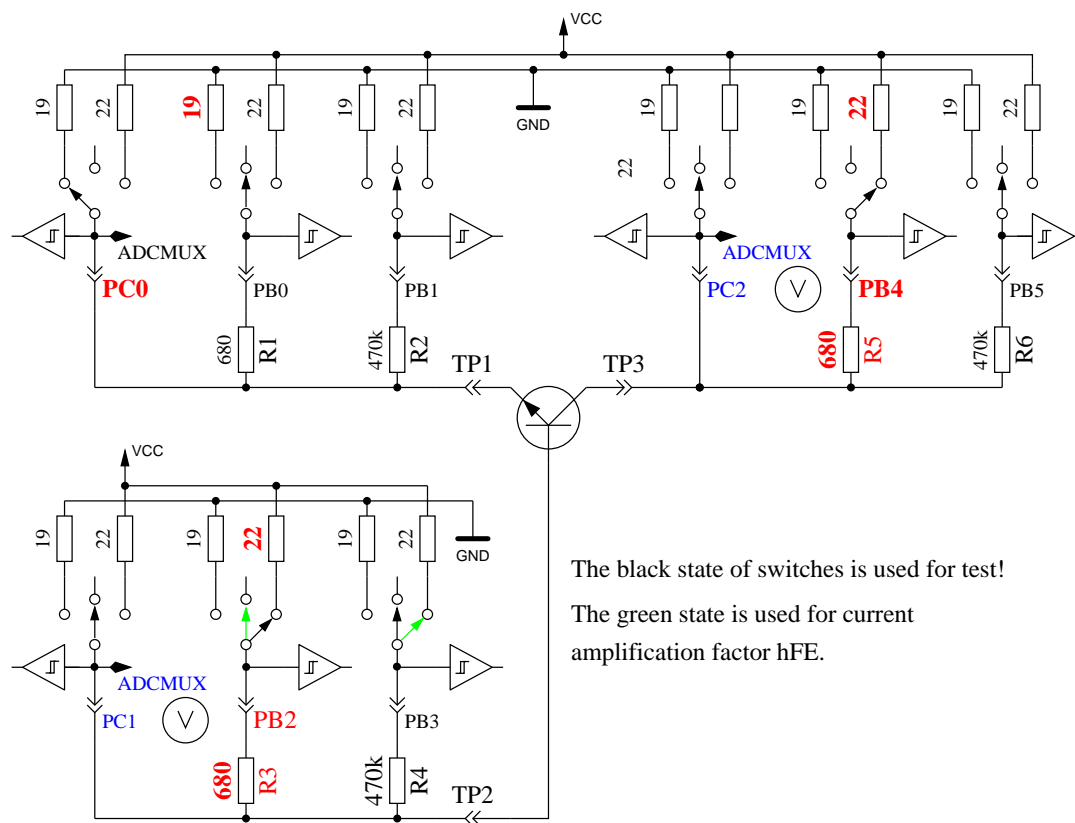 VCC
19
22
19
22
19
22
GND
19
22
19
22
19
22
ADCMUX
PC0
PB0
PB1
ADCMUX
PC2
V
PB4
PB5
680
R1
470k
R2
TP1
TP3
680
R5
470k
R6
VCC
19
22
19
22
19
22
GND
The black state of switches is used for test!
The green state is used for current
amplification factor hFE.
ADCMUX
PC1
V
PB2
PB3
680
R3
470k
R4
TP2